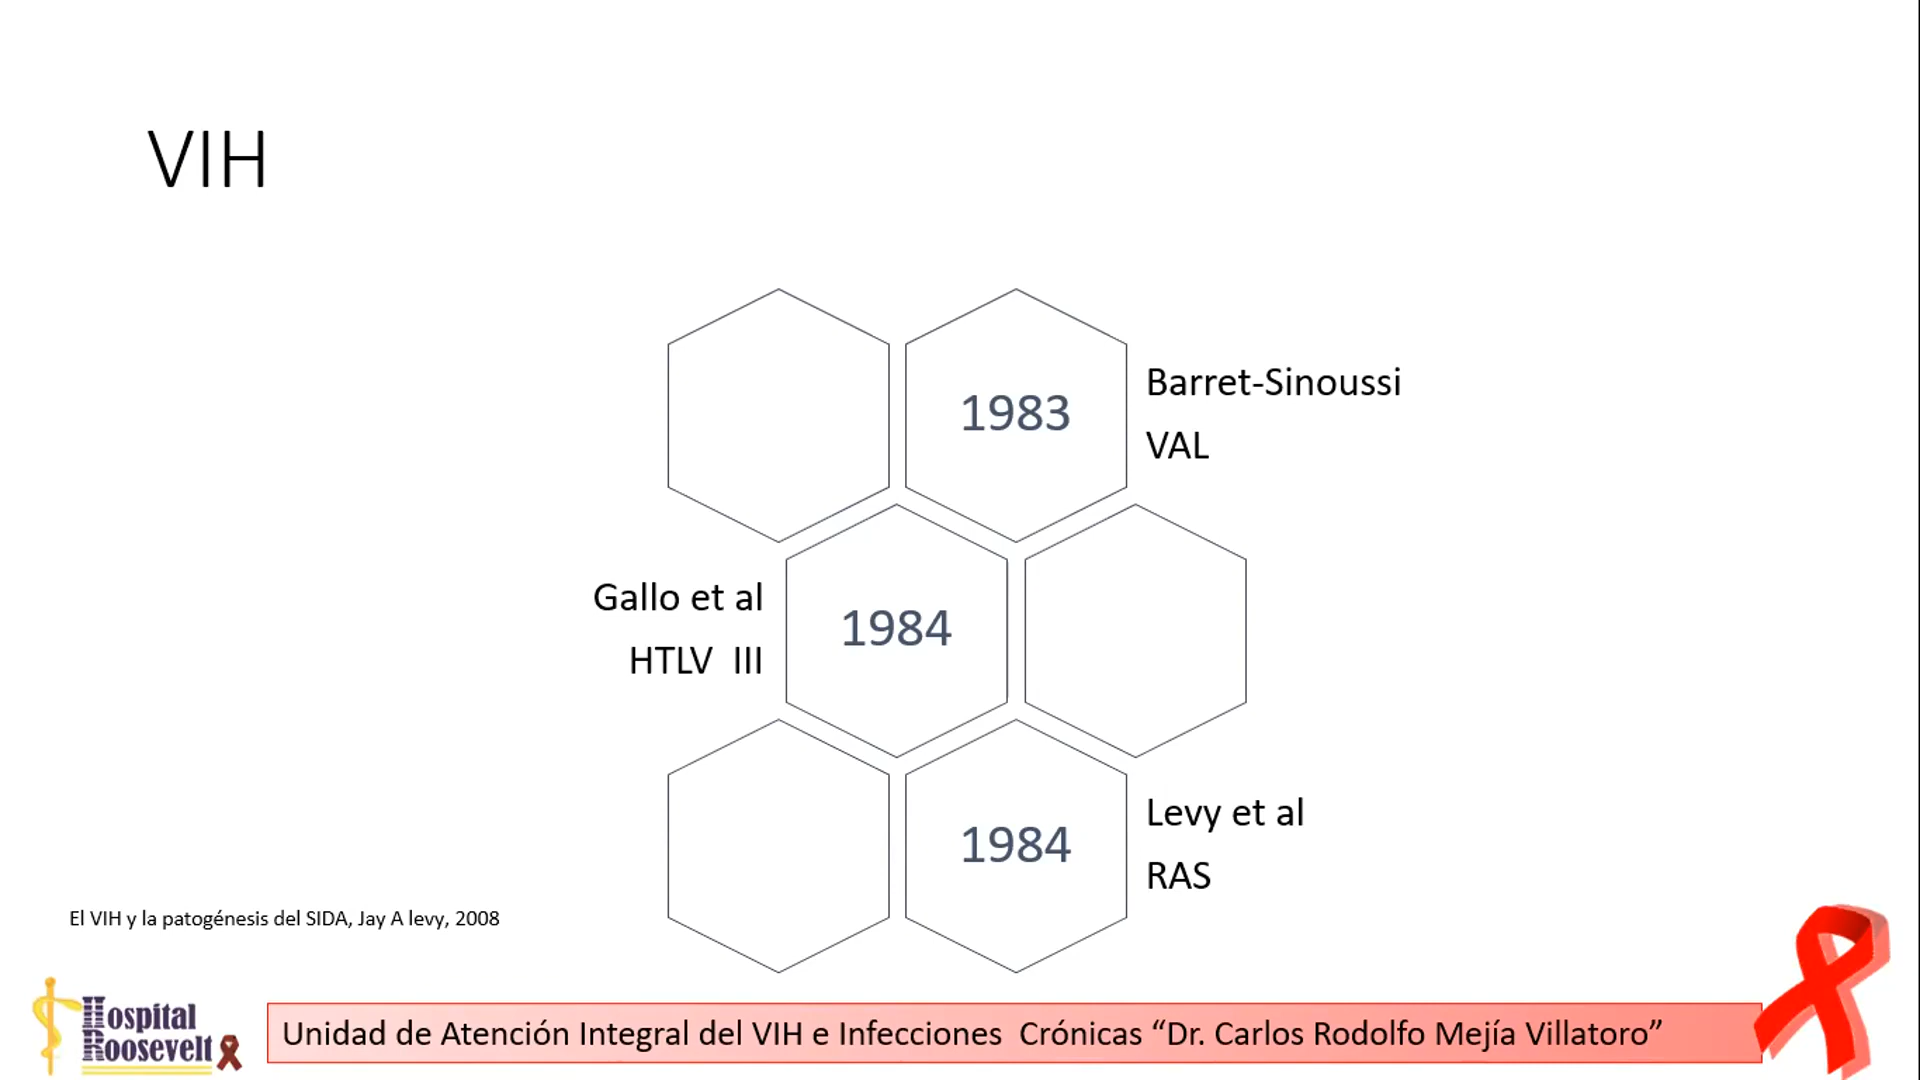 VIH
1983
Barret-Sinoussi
VAL
Gallo et al
HTLV  III
1984
1984
Levy et al
RAS
El VIH y la patogénesis del SIDA, Jay A levy, 2008
Hospital
Roosevelt
Unidad de Atención Integral del VIH e Infecciones  Crónicas “Dr. Carlos Rodolfo Mejía Villatoro”